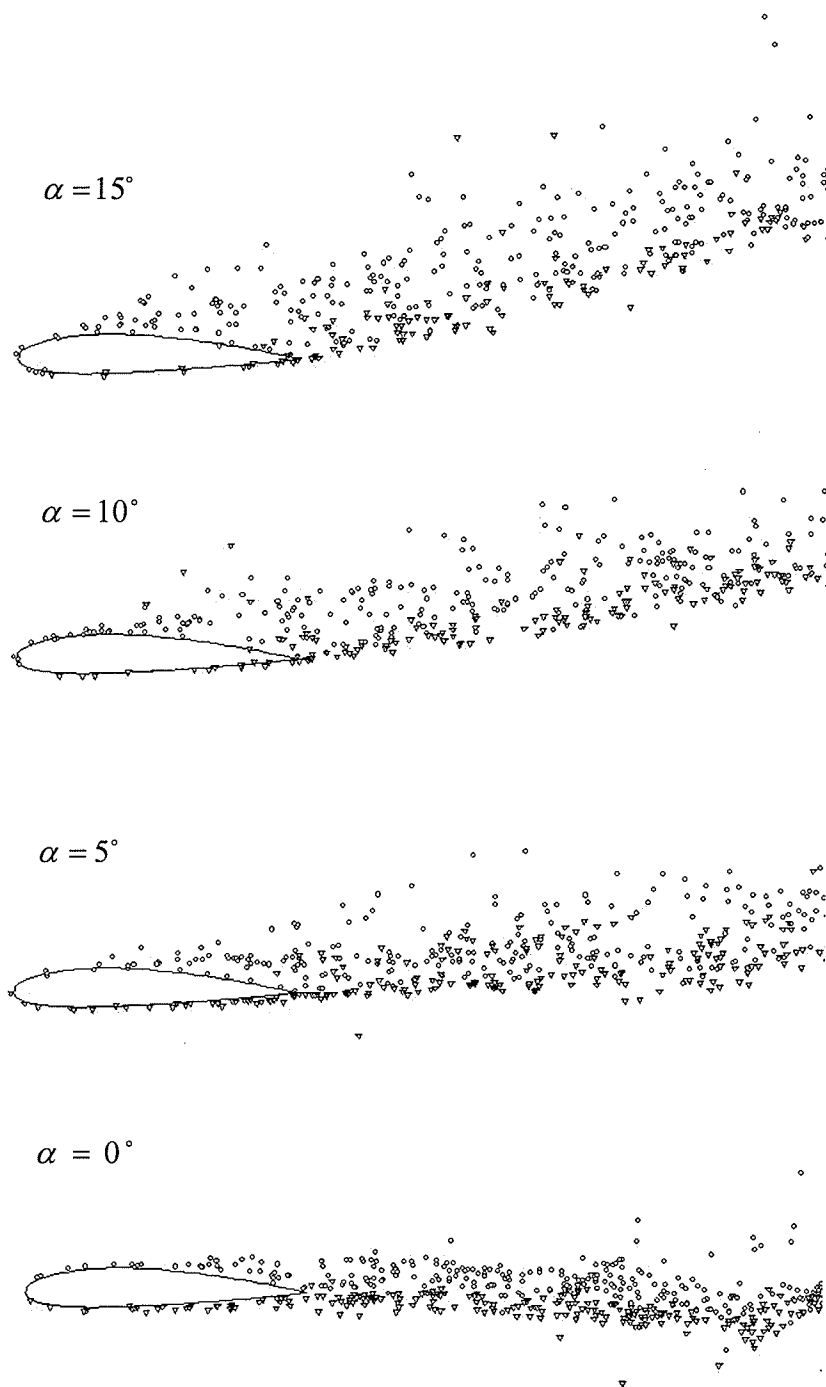 α = 15°
α = 10°
α = 5°
α = 0°